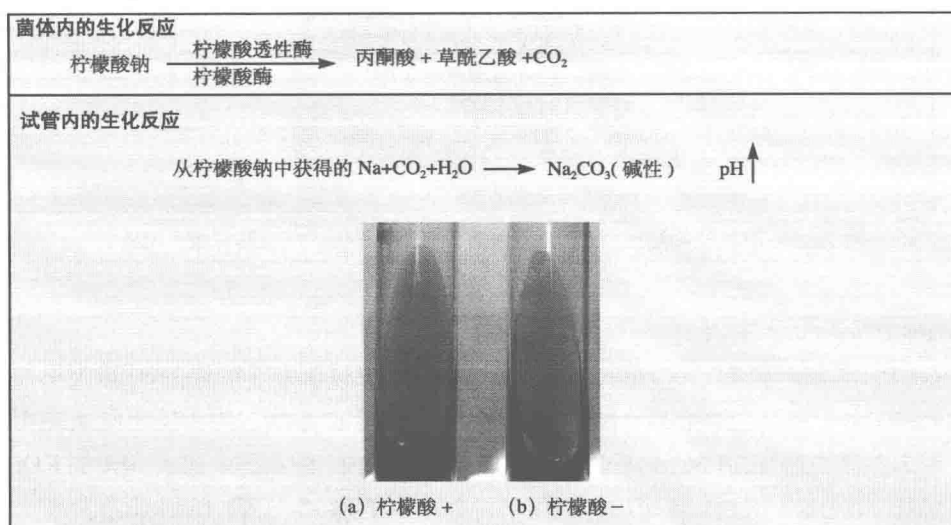 菌体内的生化反应
柠檬酸钠 柠檬酸透性酶 丙酮酸 + 草酰乙酸 +CO₂
柠檬酸酶
试管内的生化反应
从柠檬酸钠中获得的 Na+CO₂+H₂O ⟶ Na₂CO₃( 碱性 ) pH↑
(a) 柠檬酸 + (b) 柠檬酸 −